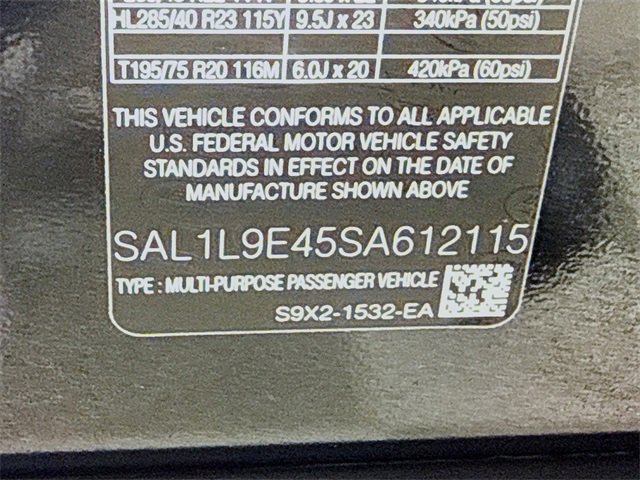 HL285/40 R23 115Y 9.5J x 23 340kPa (50psi)
T195/75 R20 116M 6.0J x 20 420kPa (60psi)
THIS VEHICLE CONFORMS TO ALL APPLICABLE
U.S. FEDERAL MOTOR VEHICLE SAFETY
STANDARDS IN EFFECT ON THE DATE OF
MANUFACTURE SHOWN ABOVE
SAL1L9E45SA612115
TYPE : MULTI-PURPOSE PASSENGER VEHICLE
S9X2-1532-EA